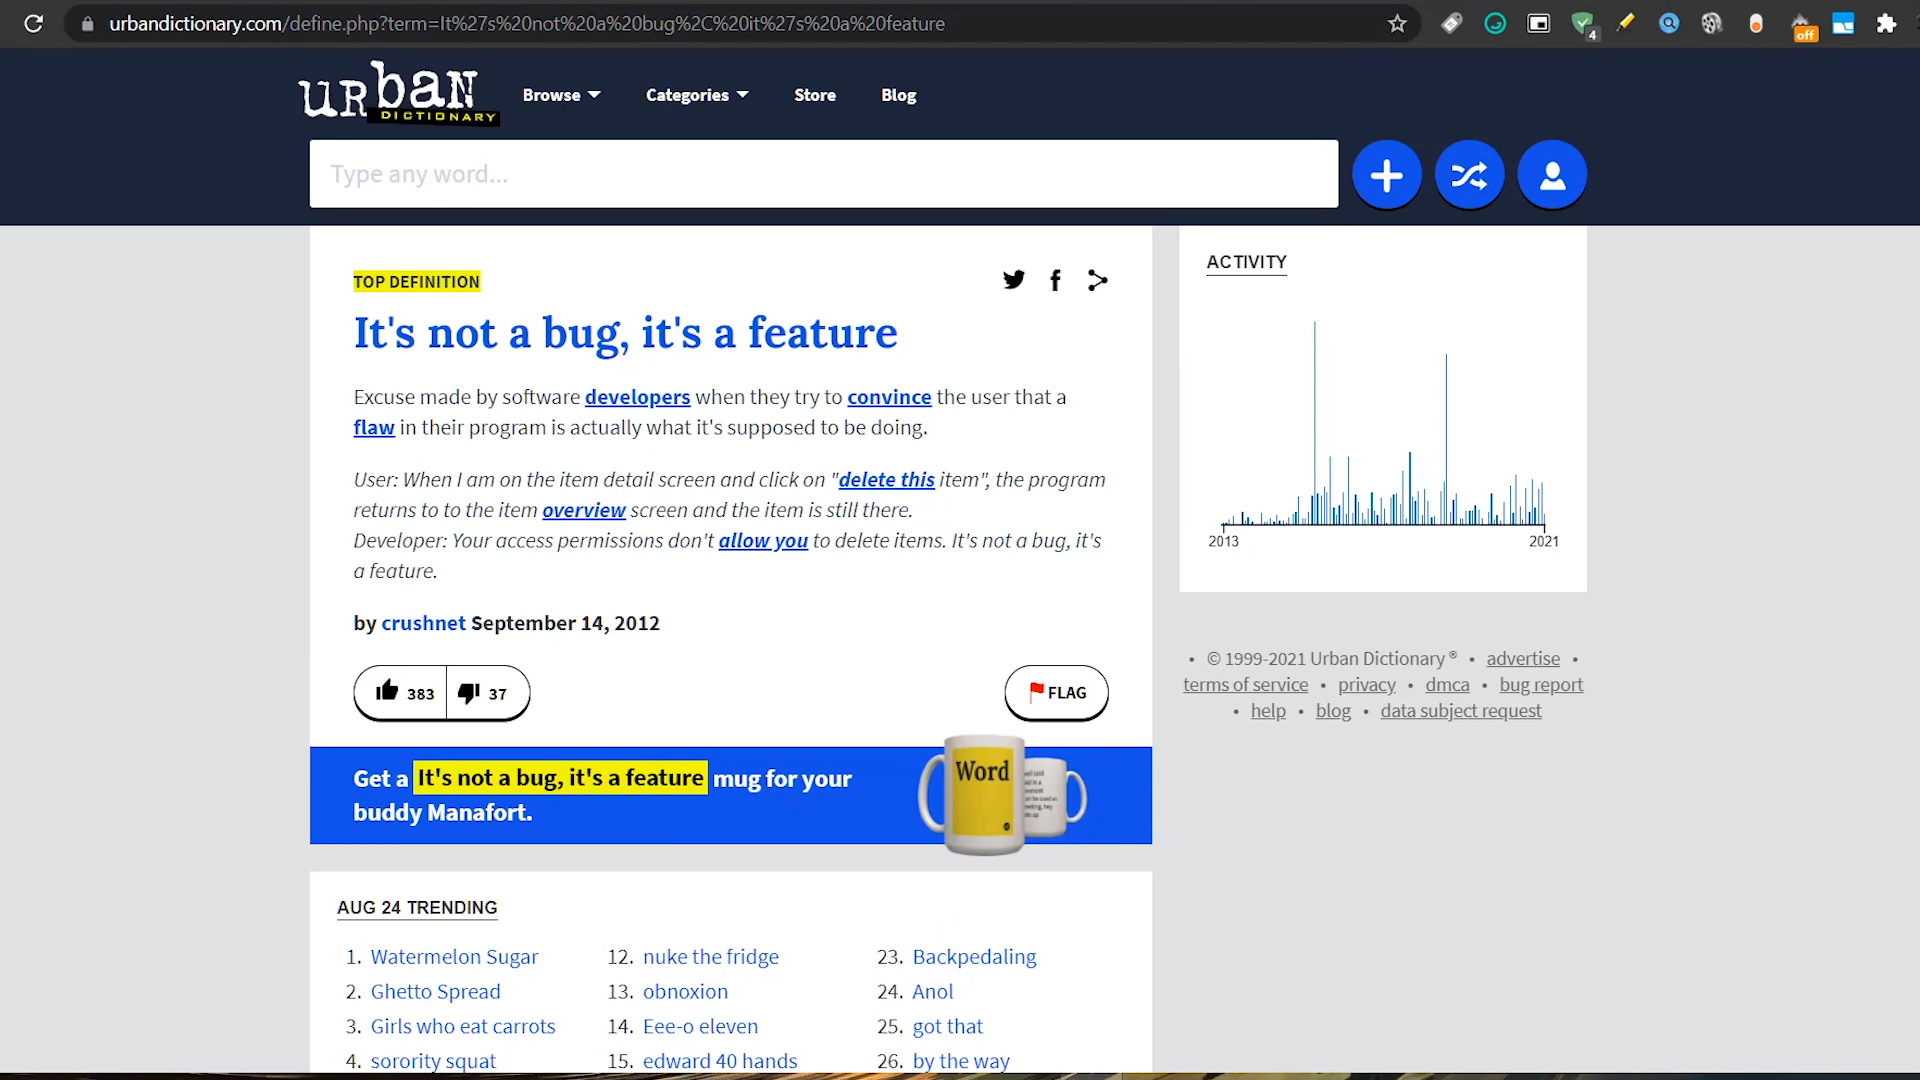 urbandictionary.com/define.php?term=It%27s%20not%20a%20bug%2C%20it%27s%20a%20feature
4
off
urban
DICTIONARY
Browse
Categories
Store
Blog
Type any word...
TOP DEFINITION
It's not a bug, it's a feature
Excuse made by software developers when they try to convince the user that a
flaw in their program is actually what it's supposed to be doing.
User: When I am on the item detail screen and click on "delete this item", the program
returns to to the item overview screen and the item is still there.
Developer: Your access permissions don't allow you to delete items. It's not a bug, it's
a feature.
by crushnet September 14, 2012
383
37
FLAG
Get a It's not a bug, it's a feature mug for your
buddy Manafort.
Word
ACTIVITY
2013
2021
• © 1999-2021 Urban Dictionary ® • advertise •
terms of service • privacy • dmca • bug report
• help • blog • data subject request
AUG 24 TRENDING
1. Watermelon Sugar
2. Ghetto Spread
3. Girls who eat carrots
4. sorority squat
12. nuke the fridge
13. obnoxion
14. Eee-o eleven
15. edward 40 hands
23. Backpedaling
24. Anol
25. got that
26. by the way